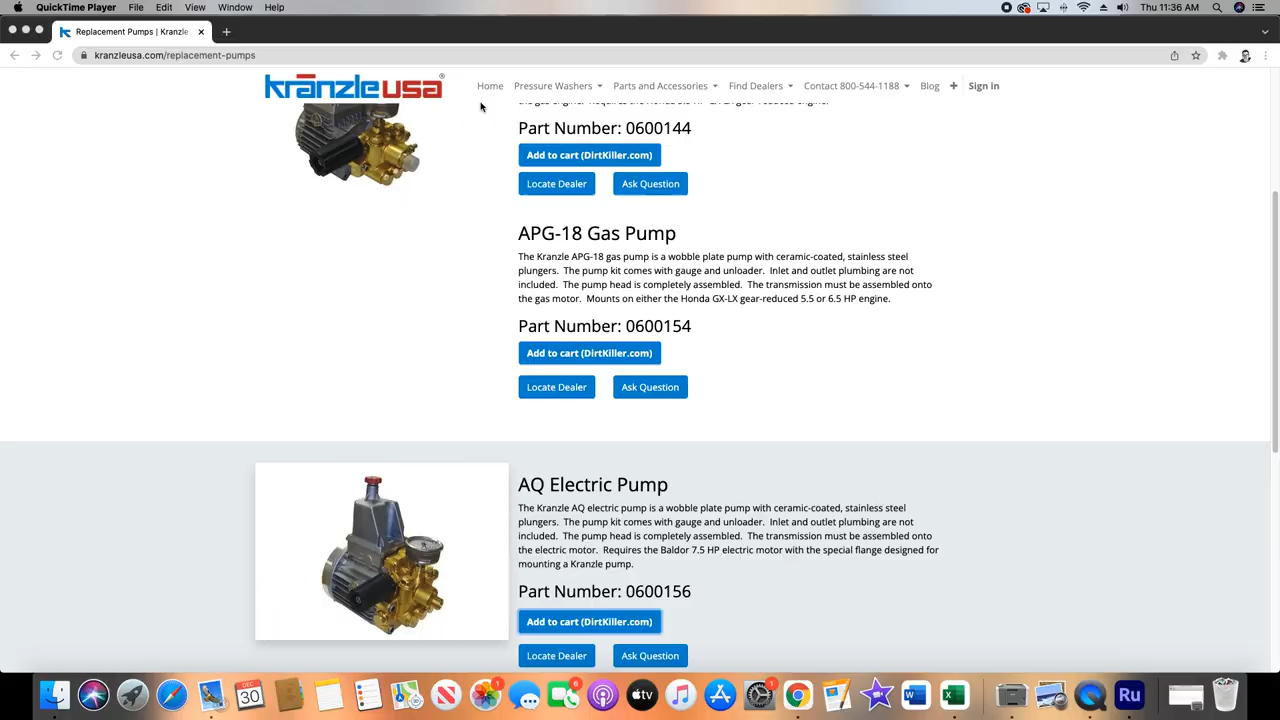 QuickTime Player File Edit View Window Help 11:36 AM
Replacement Pumps | Kranzle
kranzleusa.com/replacement-pumps
kränzleusa®
Home Pressure Washers Parts and Accessories Find Dealers Contact 800-544-1188 Blog Sign in
Part Number: 0600144
Add to cart (DirtKiller.com)
Locate Dealer Ask Question
APG-18 Gas Pump
The Kranzle APG-18 gas pump is a wobble plate pump with ceramic-coated, stainless steel
plungers. The pump kit comes with gauge and unloader. Inlet and outlet plumbing are not
included. The pump head is completely assembled. The transmission must be assembled onto
the gas motor. Mounts on either the Honda GX-LX gear-reduced 5.5 or 6.5 HP engine.
Part Number: 0600154
Add to cart (DirtKiller.com)
Locate Dealer Ask Question
AQ Electric Pump
The Kranzle AQ electric pump is a wobble plate pump with ceramic-coated, stainless steel
plungers. The pump kit comes with gauge and unloader. Inlet and outlet plumbing are not
included. The pump head is completely assembled. The transmission must be assembled onto
the electric motor. Requires the Baldor 7.5 HP electric motor with the special flange designed for
mounting a Kranzle pump.
Part Number: 0600156
Add to cart (DirtKiller.com)
Locate Dealer Ask Question
DEC
30
1
6
tv
1
W
X
Ru